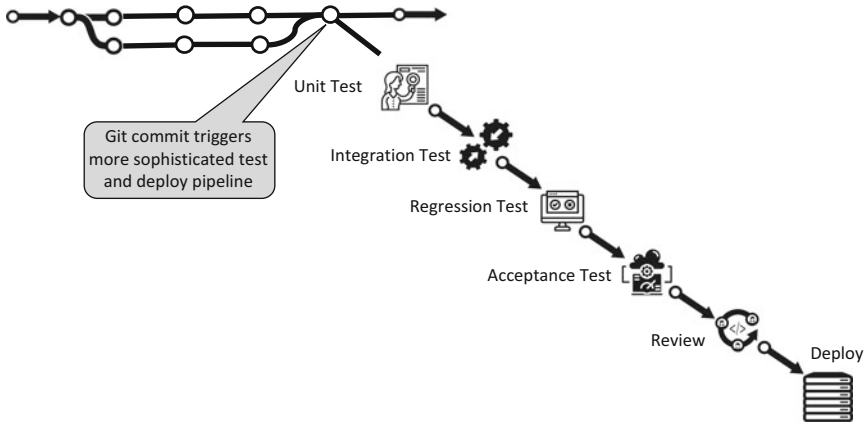 Unit Test
Git commit triggers
more sophisticated test
and deploy pipeline
Integration Test
Regression Test
Acceptance Test
Review
Deploy